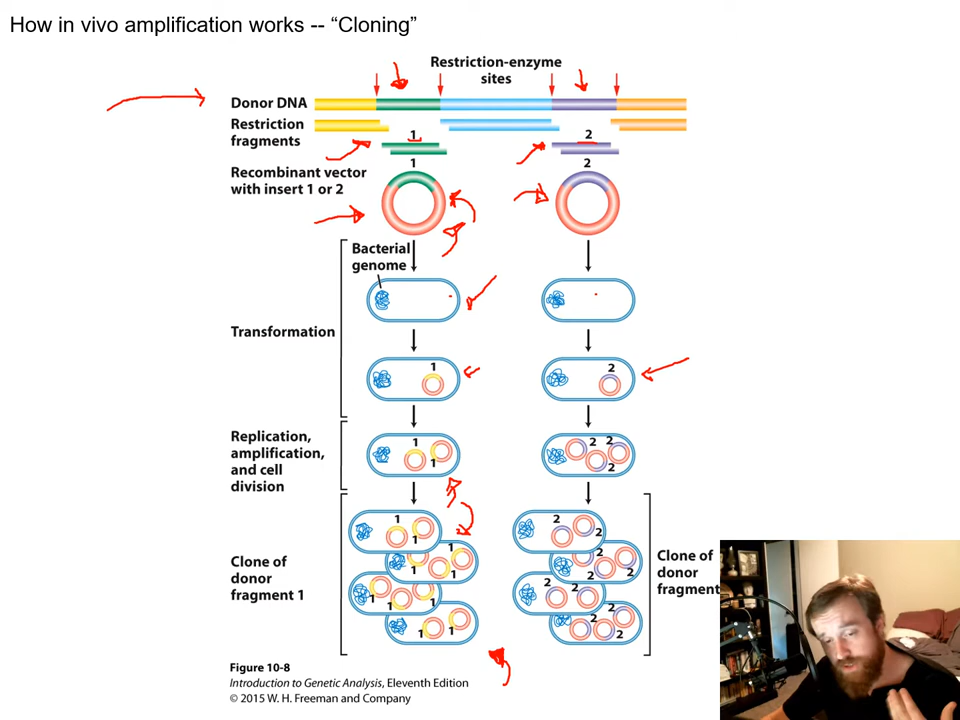 How in vivo amplification works -- “Cloning”
Restriction-enzyme
sites
Donor DNA
Restriction
fragments
1
2
Recombinant vector
with insert 1 or 2
1
2
Bacterial
genome
Transformation
1
2
Replication,
amplification,
and cell
division
1
1
2
2
2
Clone of
donor
fragment 1
1
1
1
1
1
1
1
1
1
1
2
2
2
2
2
2
2
2
2
2
Clone of
donor
fragment
Figure 10-8
Introduction to Genetic Analysis, Eleventh Edition
© 2015 W. H. Freeman and Company